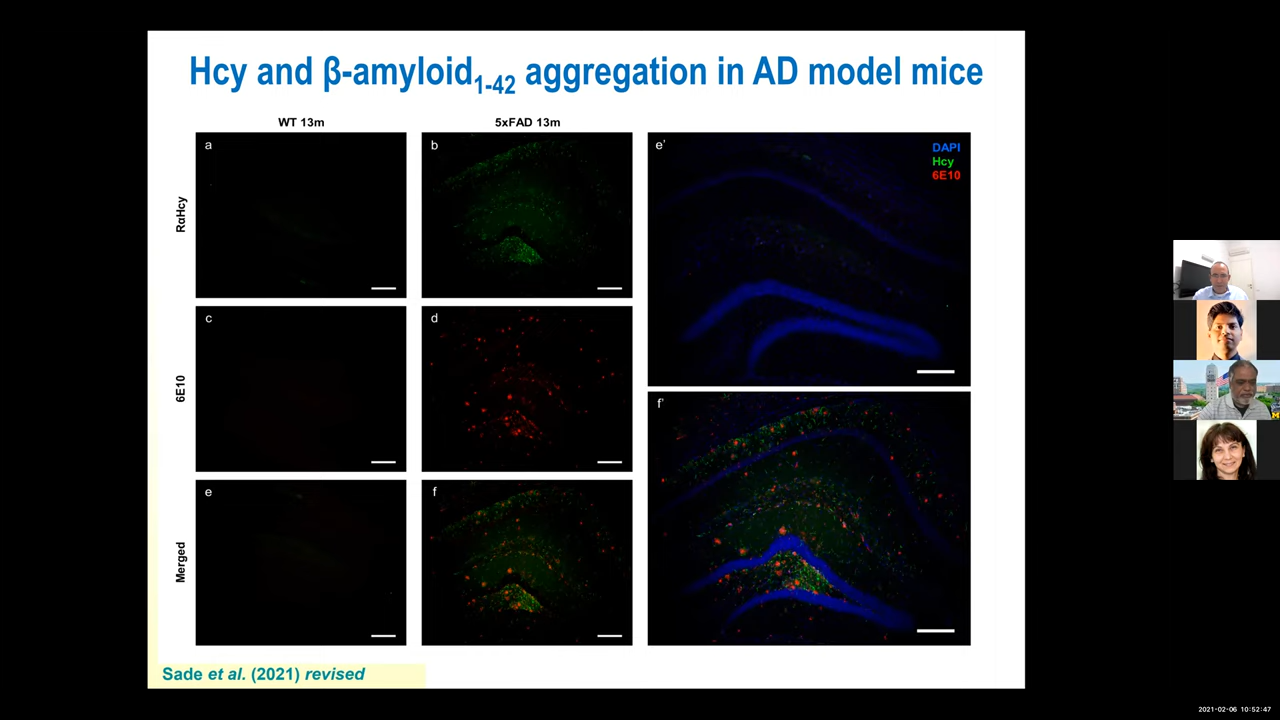 Hcy and β-amyloid1-42 aggregation in AD model mice
WT 13m
5xFAD 13m
RαHcy
a
b
e'
DAPI
Hcy
6E10
6E10
c
d
f'
Merged
e
f
Sade et al. (2021) revised
M
2021-02-06 10:52:47